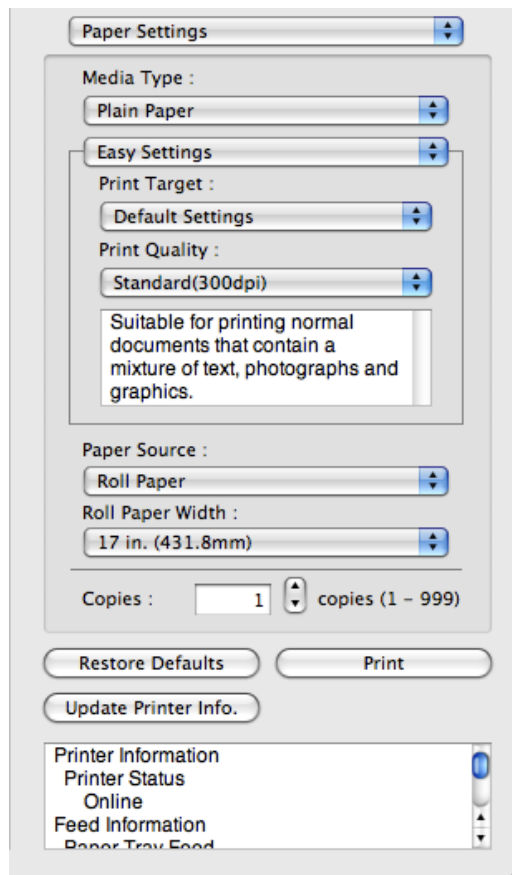 Paper Settings
Media Type :
Plain Paper
Easy Settings
Print Target :
Default Settings
Print Quality :
Standard(300dpi)
Suitable for printing normal
documents that contain a
mixture of text, photographs and
graphics.
Paper Source :
Roll Paper
Roll Paper Width :
17 in. (431.8mm)
Copies : 1 copies (1 – 999)
Restore Defaults Print
Update Printer Info.
Printer Information
Printer Status
Online
Feed Information
Paper Tray Feed